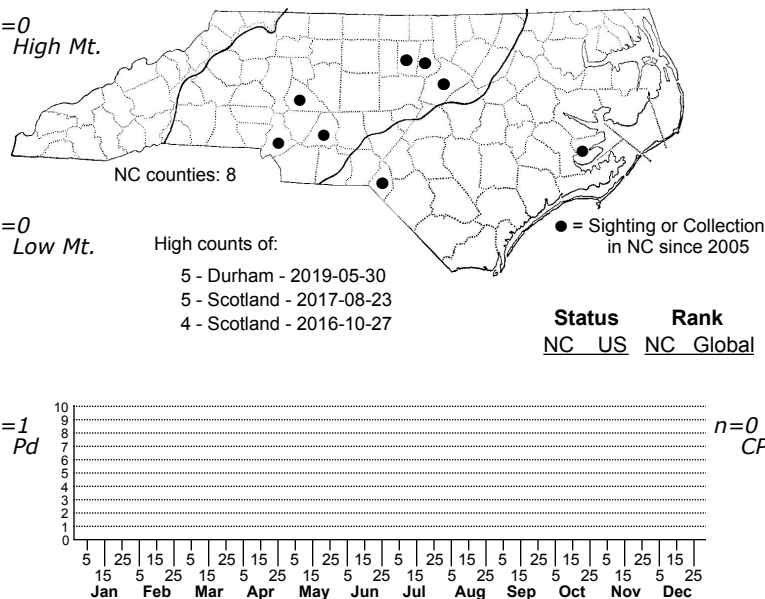 =0
High Mt.
NC counties: 8
=0
Low Mt.
High counts of:
5 - Durham - 2019-05-30
5 - Scotland - 2017-08-23
4 - Scotland - 2016-10-27
● = Sighting or Collection
in NC since 2005
Status Rank
NC US NC Global
=1
Pd
n=0
CP
10
9
8
7
6
5
4
3
2
1
0
5 25 15 5 25 15 5 25 15 5 25 15 5 25 15 5 25 15
15 5 25 15 5 25 15 5 25 15 5 25 15 5 25 15 5 25
Jan Feb Mar Apr May Jun Jul Aug Sep Oct Nov Dec